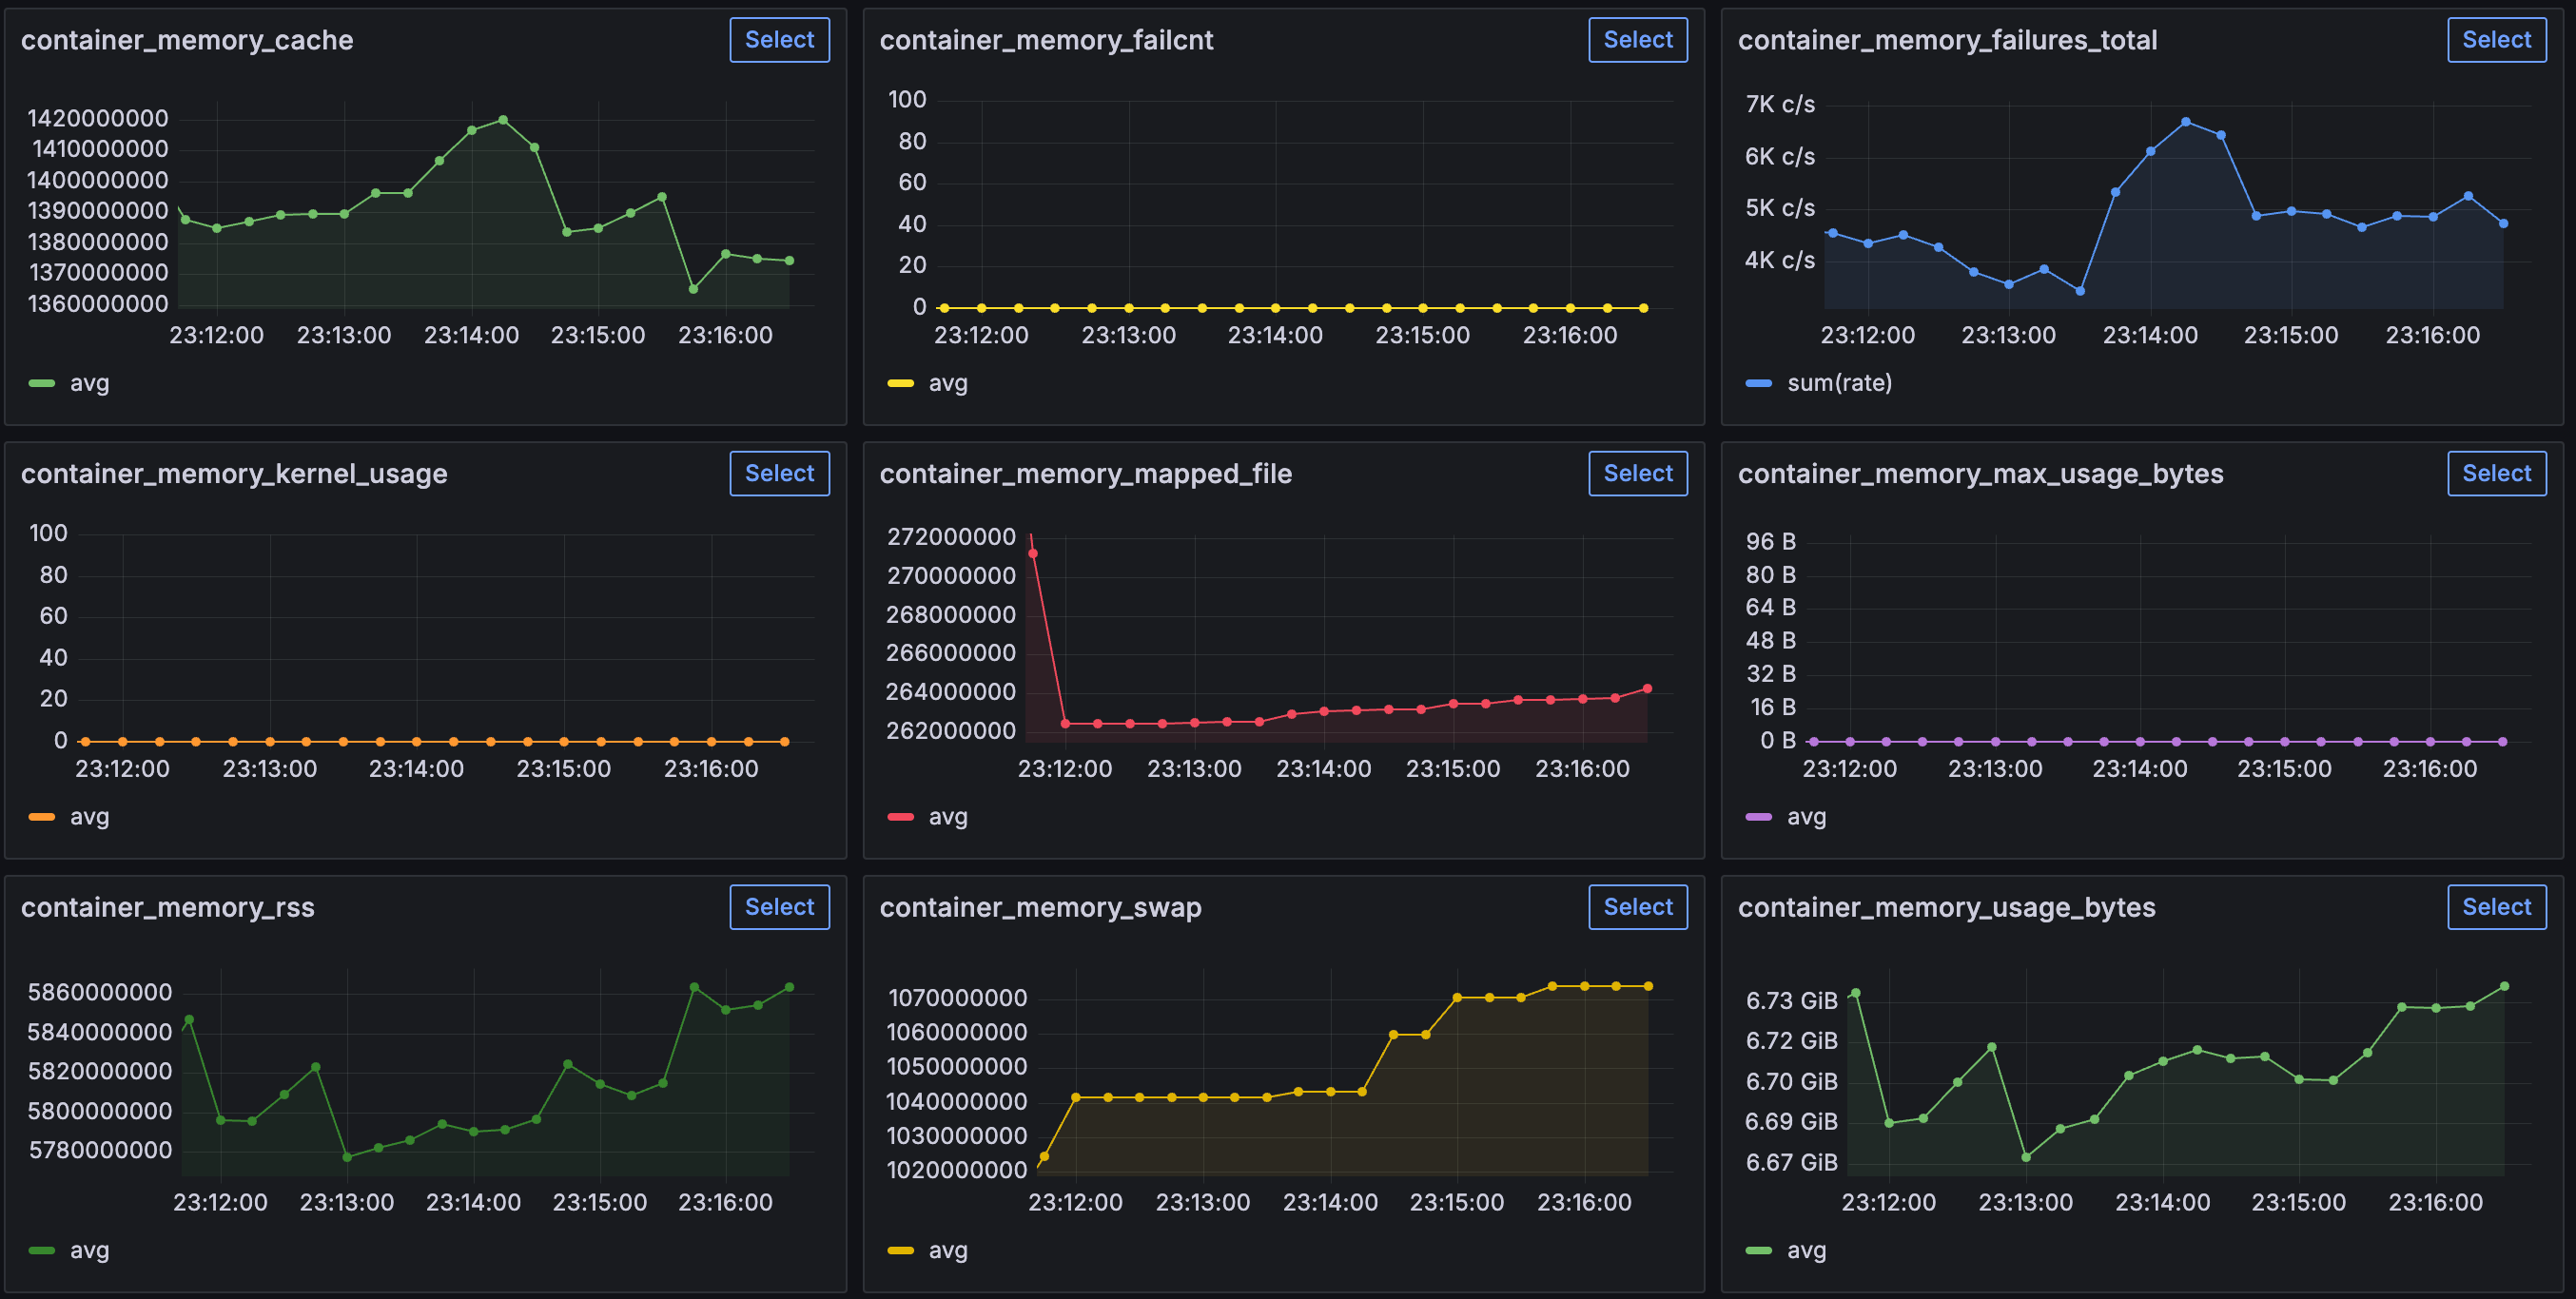 container_memory_cache Select
1420000000
1410000000
1400000000
1390000000
1380000000
1370000000
1360000000
23:12:00 23:13:00 23:14:00 23:15:00 23:16:00
avg
container_memory_failcnt Select
100
80
60
40
20
0
23:12:00 23:13:00 23:14:00 23:15:00 23:16:00
avg
container_memory_failures_total Select
7K c/s
6K c/s
5K c/s
4K c/s
23:12:00 23:13:00 23:14:00 23:15:00 23:16:00
sum(rate)
container_memory_kernel_usage Select
100
80
60
40
20
0
23:12:00 23:13:00 23:14:00 23:15:00 23:16:00
avg
container_memory_mapped_file Select
272000000
270000000
268000000
266000000
264000000
262000000
23:12:00 23:13:00 23:14:00 23:15:00 23:16:00
avg
container_memory_max_usage_bytes Select
96 B
80 B
64 B
48 B
32 B
16 B
0 B
23:12:00 23:13:00 23:14:00 23:15:00 23:16:00
avg
container_memory_rss Select
5860000000
5840000000
5820000000
5800000000
5780000000
23:12:00 23:13:00 23:14:00 23:15:00 23:16:00
avg
container_memory_swap Select
1070000000
1060000000
1050000000
1040000000
1030000000
1020000000
23:12:00 23:13:00 23:14:00 23:15:00 23:16:00
avg
container_memory_usage_bytes Select
6.73 GiB
6.72 GiB
6.70 GiB
6.69 GiB
6.67 GiB
23:12:00 23:13:00 23:14:00 23:15:00 23:16:00
avg